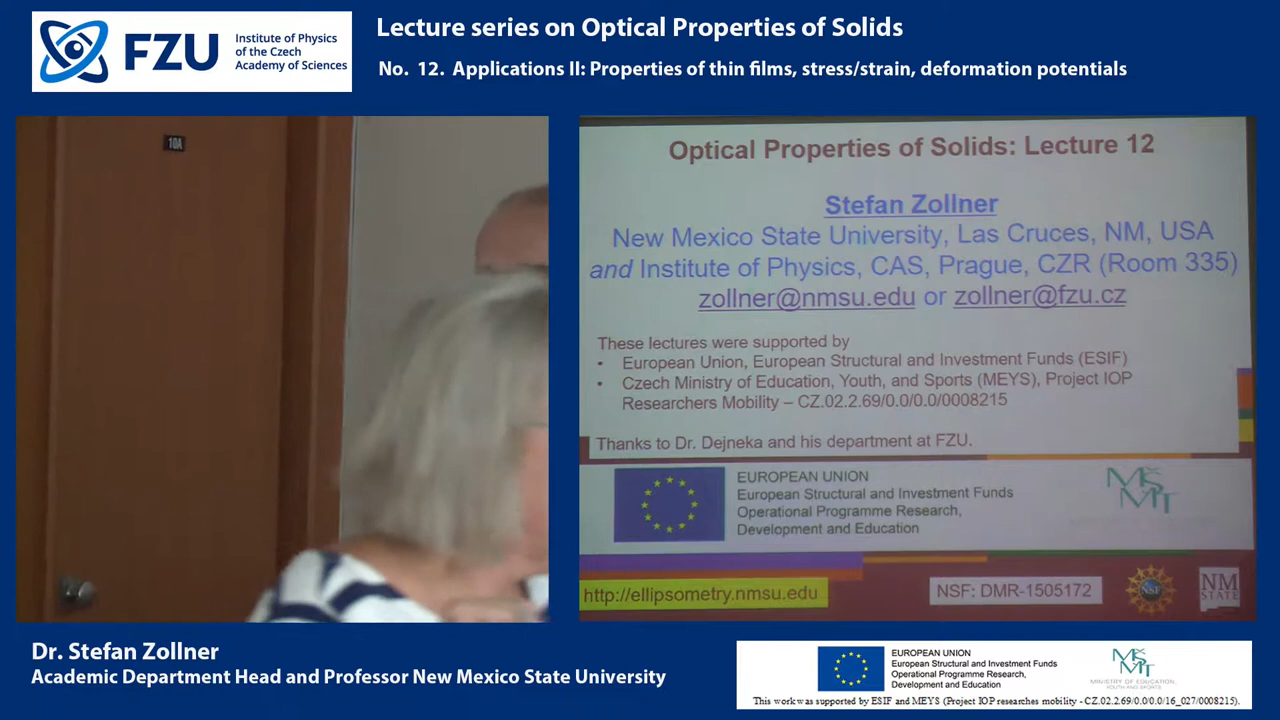 FZU
Institute of Physics
of the Czech
Academy of Sciences
Lecture series on Optical Properties of Solids
No. 12. Applications II: Properties of thin films, stress/strain, deformation potentials
10A
Optical Properties of Solids: Lecture 12
Stefan Zollner
New Mexico State University, Las Cruces, NM, USA
and Institute of Physics, CAS, Prague, CZR (Room 335)
zollner@nmsu.edu or zollner@fzu.cz
These lectures were supported by
• European Union, European Structural and Investment Funds (ESIF)
• Czech Ministry of Education, Youth, and Sports (MEYS), Project IOP
Researchers Mobility – CZ.02.2.69/0.0/0.0/0008215
Thanks to Dr. Dejneka and his department at FZU.
EUROPEAN UNION
European Structural and Investment Funds
Operational Programme Research,
Development and Education
MŠMT
http://ellipsometry.nmsu.edu
NSF: DMR-1505172
NSF
NM
STATE
Dr. Stefan Zollner
Academic Department Head and Professor New Mexico State University
EUROPEAN UNION
European Structural and Investment Funds
Operational Programme Research,
Development and Education
MŠMT
MINISTRY OF EDUCATION,
YOUTH AND SPORTS
This work was supported by ESIF and MEYS (Project IOP researches mobility - CZ.02.2.69/0.0/0.0/16_027/0008215).